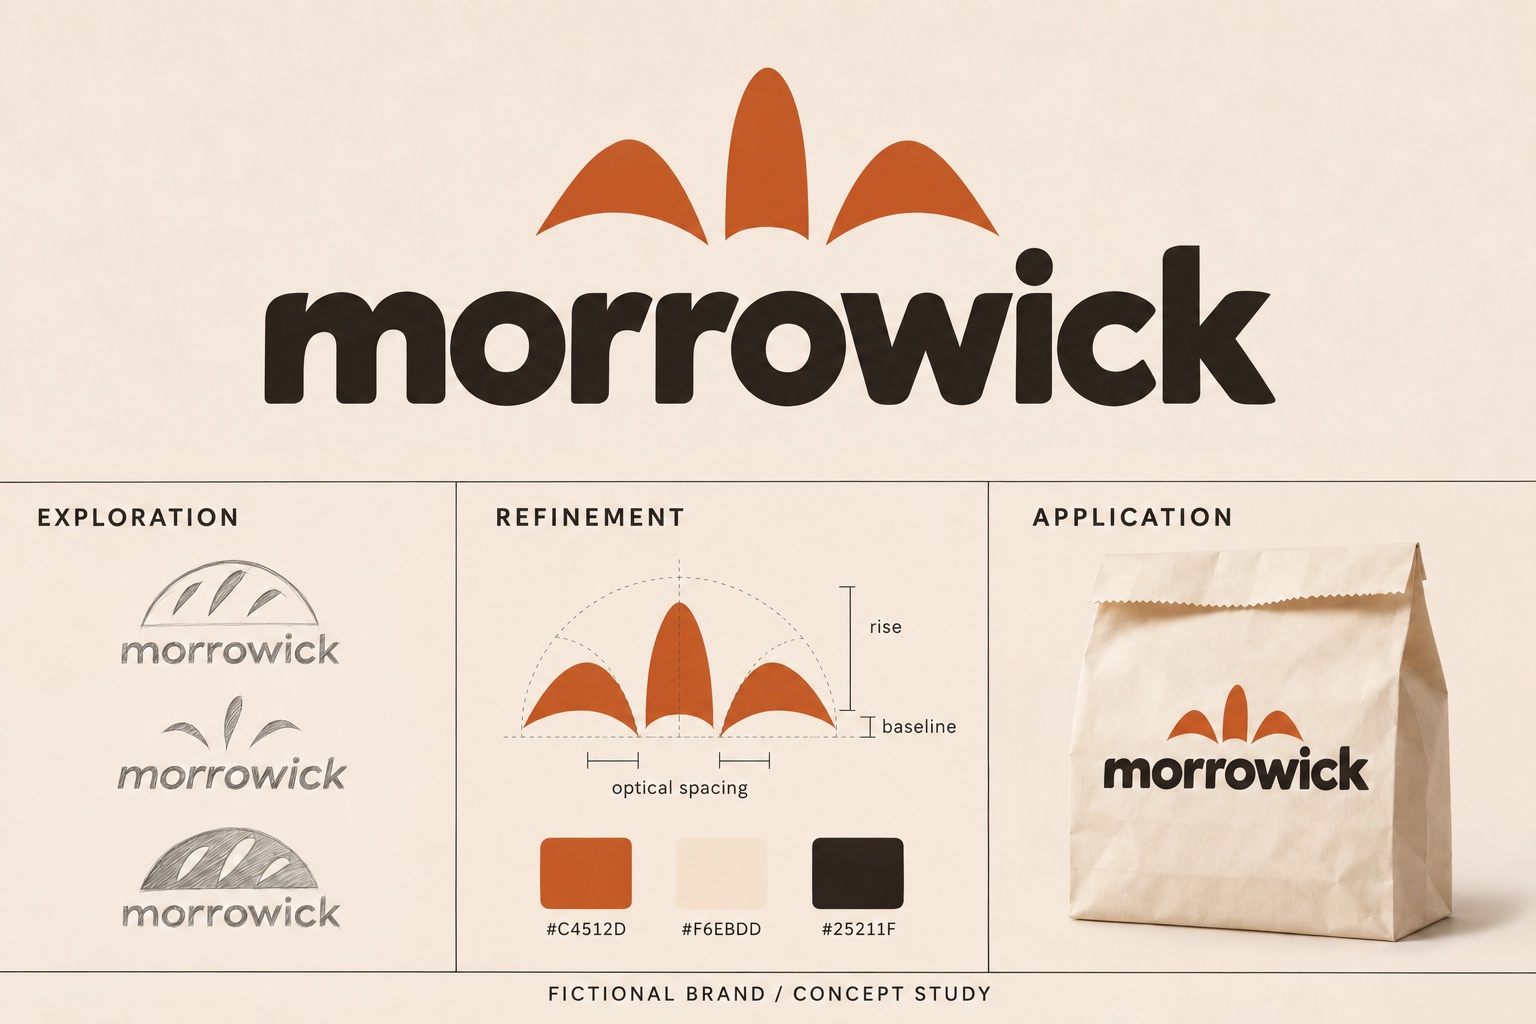 morrowick
EXPLORATION
morrowick
morrowick
morrowick
REFINEMENT
rise
baseline
optical spacing
#C4512D
#F6EBDD
#25211F
APPLICATION
morrowick
FICTIONAL BRAND / CONCEPT STUDY